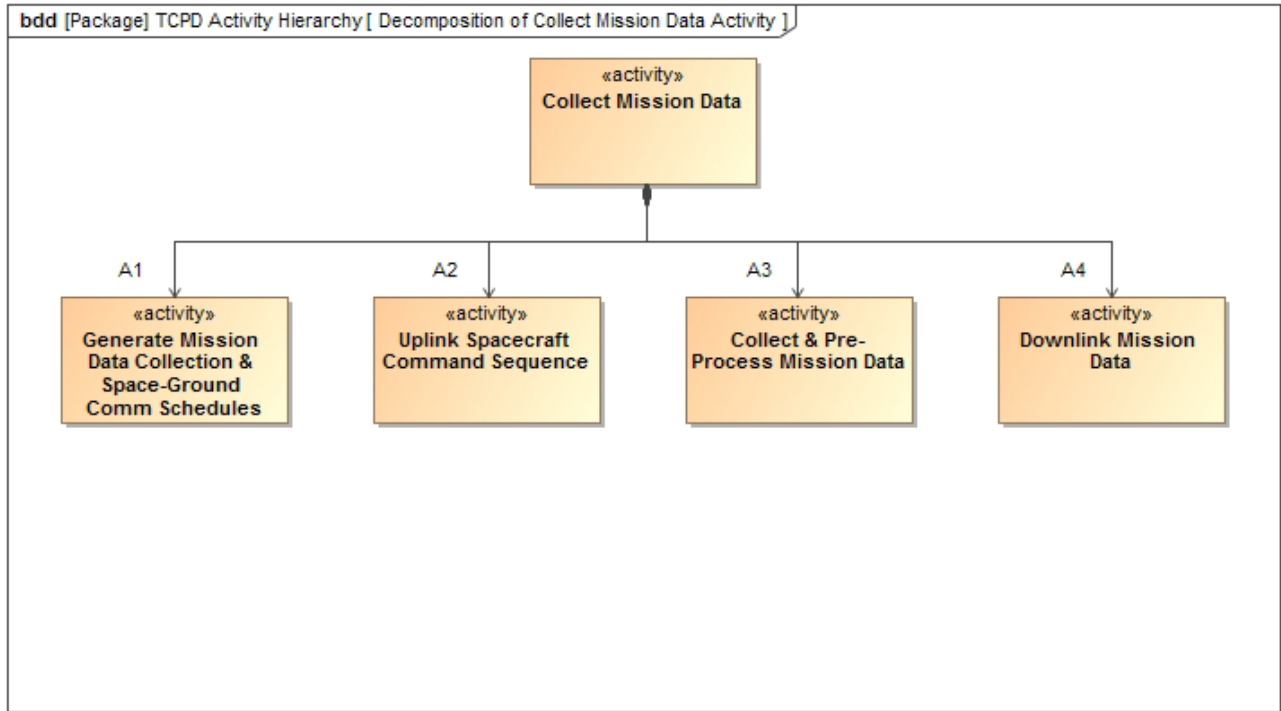 bdd [Package] TCPD Activity Hierarchy [ Decomposition of Collect Mission Data Activity ]
«activity»
Collect Mission Data
A1
A2
A3
A4
«activity»
Generate Mission
Data Collection &
Space-Ground
Comm Schedules
«activity»
Uplink Spacecraft
Command Sequence
«activity»
Collect & Pre-
Process Mission Data
«activity»
Downlink Mission
Data